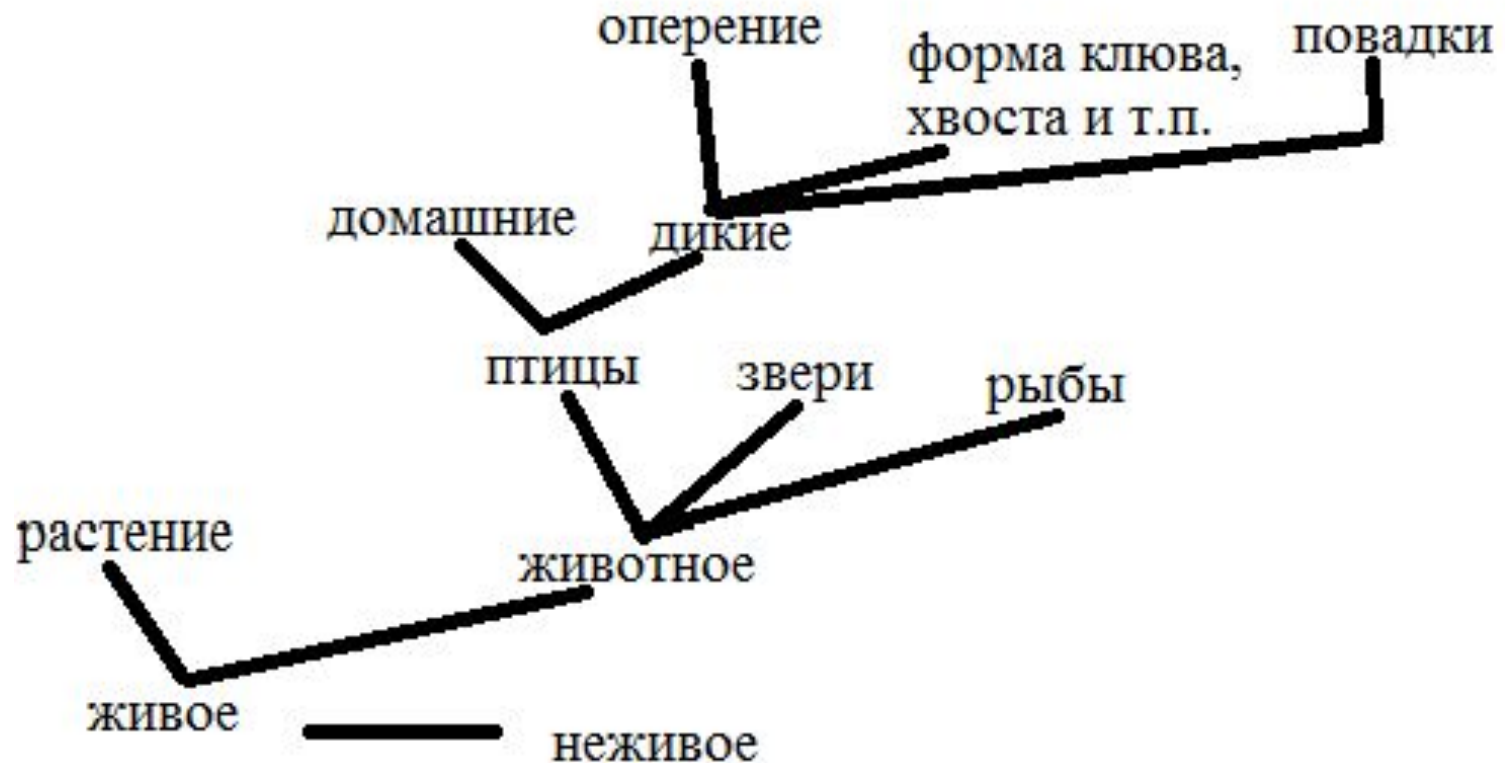 оперение
форма клюва,
хвоста и т.п.
повадки
домашние
дикие
птицы
звери
рыбы
растение
животное
живое
неживое